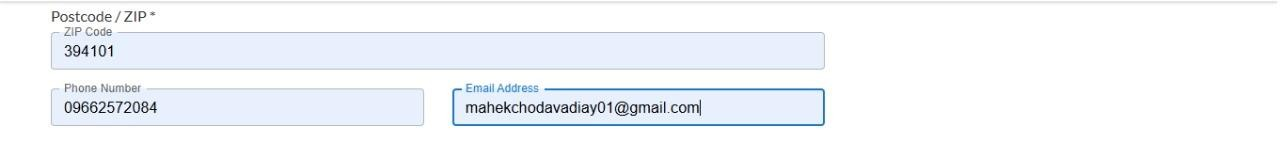 Postcode / ZIP *
ZIP Code
394101
Phone Number
09662572084
Email Address
mahekchodavadiay01@gmail.com